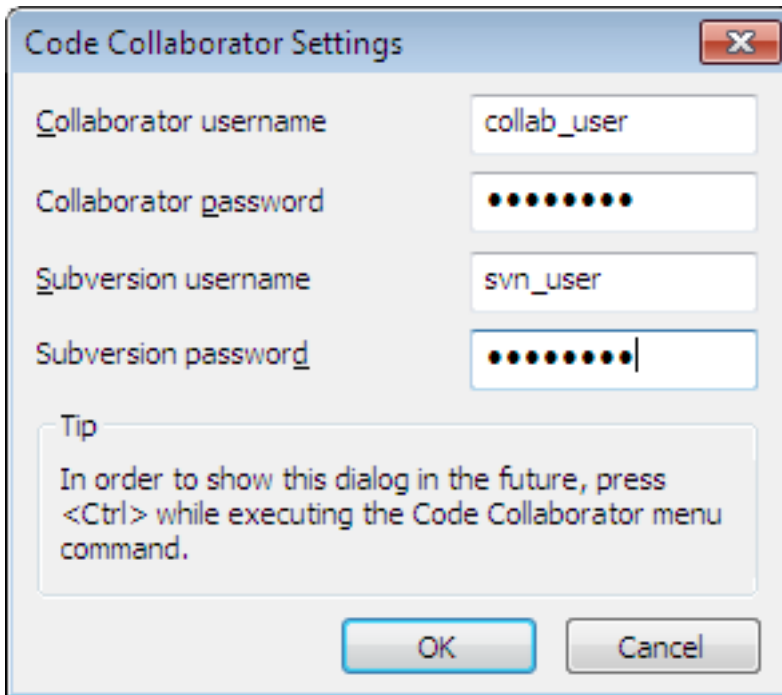 Code Collaborator Settings
Collaborator username
collab_user
Collaborator password
••••••••
Subversion username
svn_user
Subversion password
••••••••
Tip
In order to show this dialog in the future, press
<Ctrl> while executing the Code Collaborator menu
command.
OK
Cancel